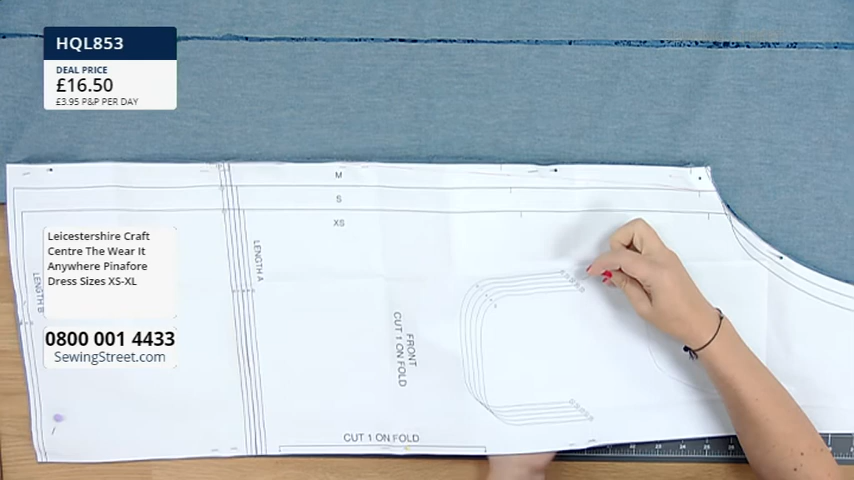 HQL853
DEAL PRICE
£16.50
£3.95 P&P PER DAY
M
S
XS
Leicestershire Craft
Centre The Wear It
Anywhere Pinafore
Dress Sizes XS-XL
0800 001 4433
SewingStreet.com
LENGTH B
LENGTH A
FRONT
CUT 1 ON FOLD
CUT 1 ON FOLD